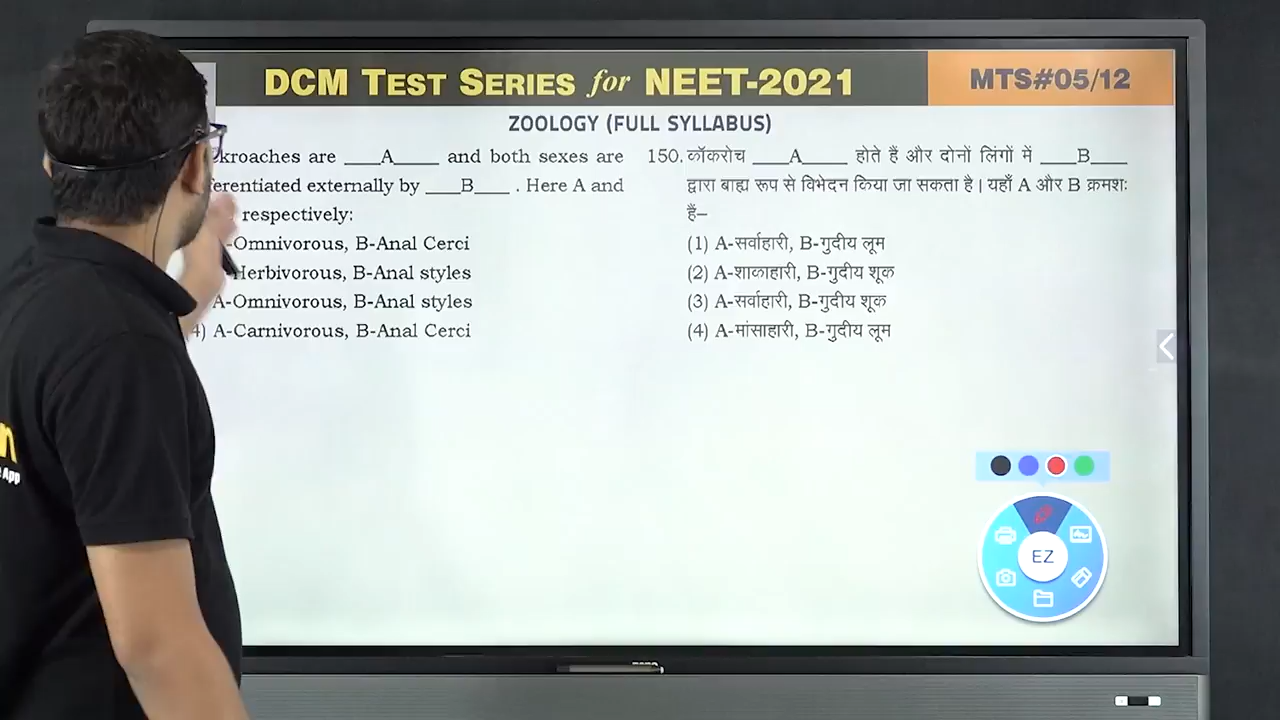 DCM TEST SERIES for NEET-2021
MTS#05/12
ZOOLOGY (FULL SYLLABUS)
are ____A____ and both sexes are
externally by ____B____ . Here A and
respectively:
-Omnivorous, B-Anal Cerci
Herbivorous, B-Anal styles
A-Omnivorous, B-Anal styles
4) A-Carnivorous, B-Anal Cerci
150. कॉकरोच ____A____ होते हैं और दोनों लिंगों में ____B____
द्वारा बाह्य रूप से विभेदन किया जा सकता है। यहाँ A और B क्रमशः
हैं–
(1) A-सर्वाहारी, B-गुदीय लूम
(2) A-शाकाहारी, B-गुदीय शूक
(3) A-सर्वाहारी, B-गुदीय शूक
(4) A-मांसाहारी, B-गुदीय लूम
EZ
n
App